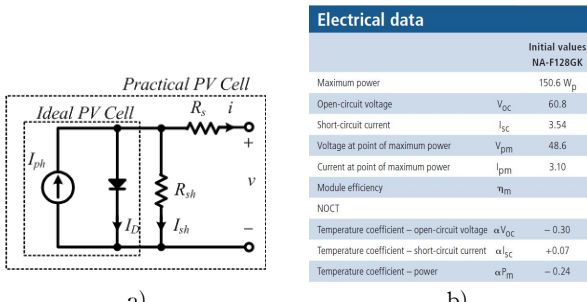 Practical PV Cell
Ideal PV Cell
R_s i
I_ph
+
R_sh v
I_D I_sh
−
a)
Electrical data
Initial values
NA-F128GK
Maximum power 150.6 W_p
Open-circuit voltage V_OC 60.8
Short-circuit current I_SC 3.54
Voltage at point of maximum power V_pm 48.6
Current at point of maximum power I_pm 3.10
Module efficiency η_m
NOCT
Temperature coefficient – open-circuit voltage αV_OC − 0.30
Temperature coefficient – short-circuit current αI_SC +0.07
Temperature coefficient – power αP_m − 0.24
b)